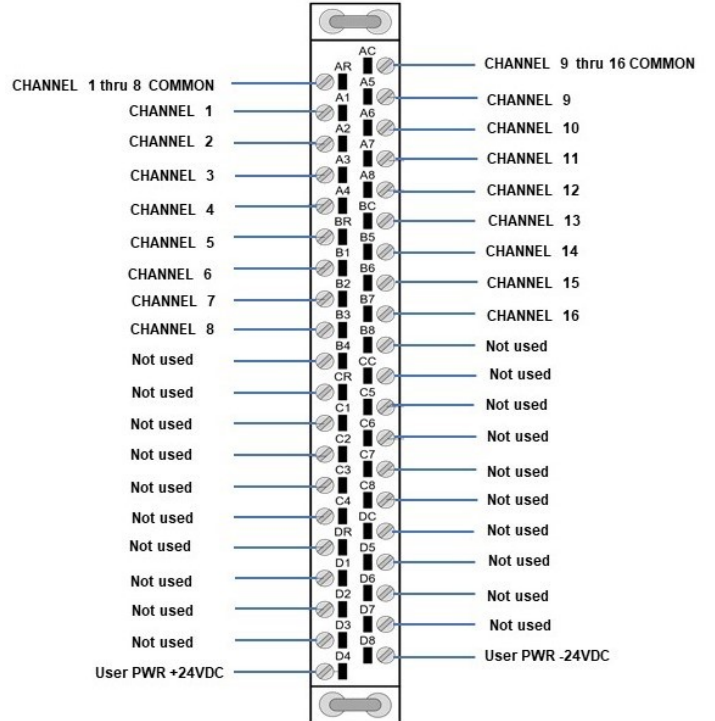 AC
CHANNEL 9 thru 16 COMMON
AR
CHANNEL 1 thru 8 COMMON
A5
A1
CHANNEL 9
CHANNEL 1
A6
A2
CHANNEL 10
CHANNEL 2
A7
A3
CHANNEL 11
CHANNEL 3
A8
A4
CHANNEL 12
CHANNEL 4
BC
BR
CHANNEL 13
CHANNEL 5
B5
B1
CHANNEL 14
CHANNEL 6
B6
B2
CHANNEL 15
CHANNEL 7
B7
B3
CHANNEL 16
CHANNEL 8
B8
B4
Not used
Not used
CC
CR
Not used
Not used
C5
C1
Not used
Not used
C6
C2
Not used
Not used
C7
C3
Not used
Not used
C8
C4
Not used
Not used
DC
DR
Not used
Not used
D5
D1
Not used
Not used
D6
D2
Not used
Not used
D7
D3
Not used
Not used
D8
D4
User PWR -24VDC
User PWR +24VDC